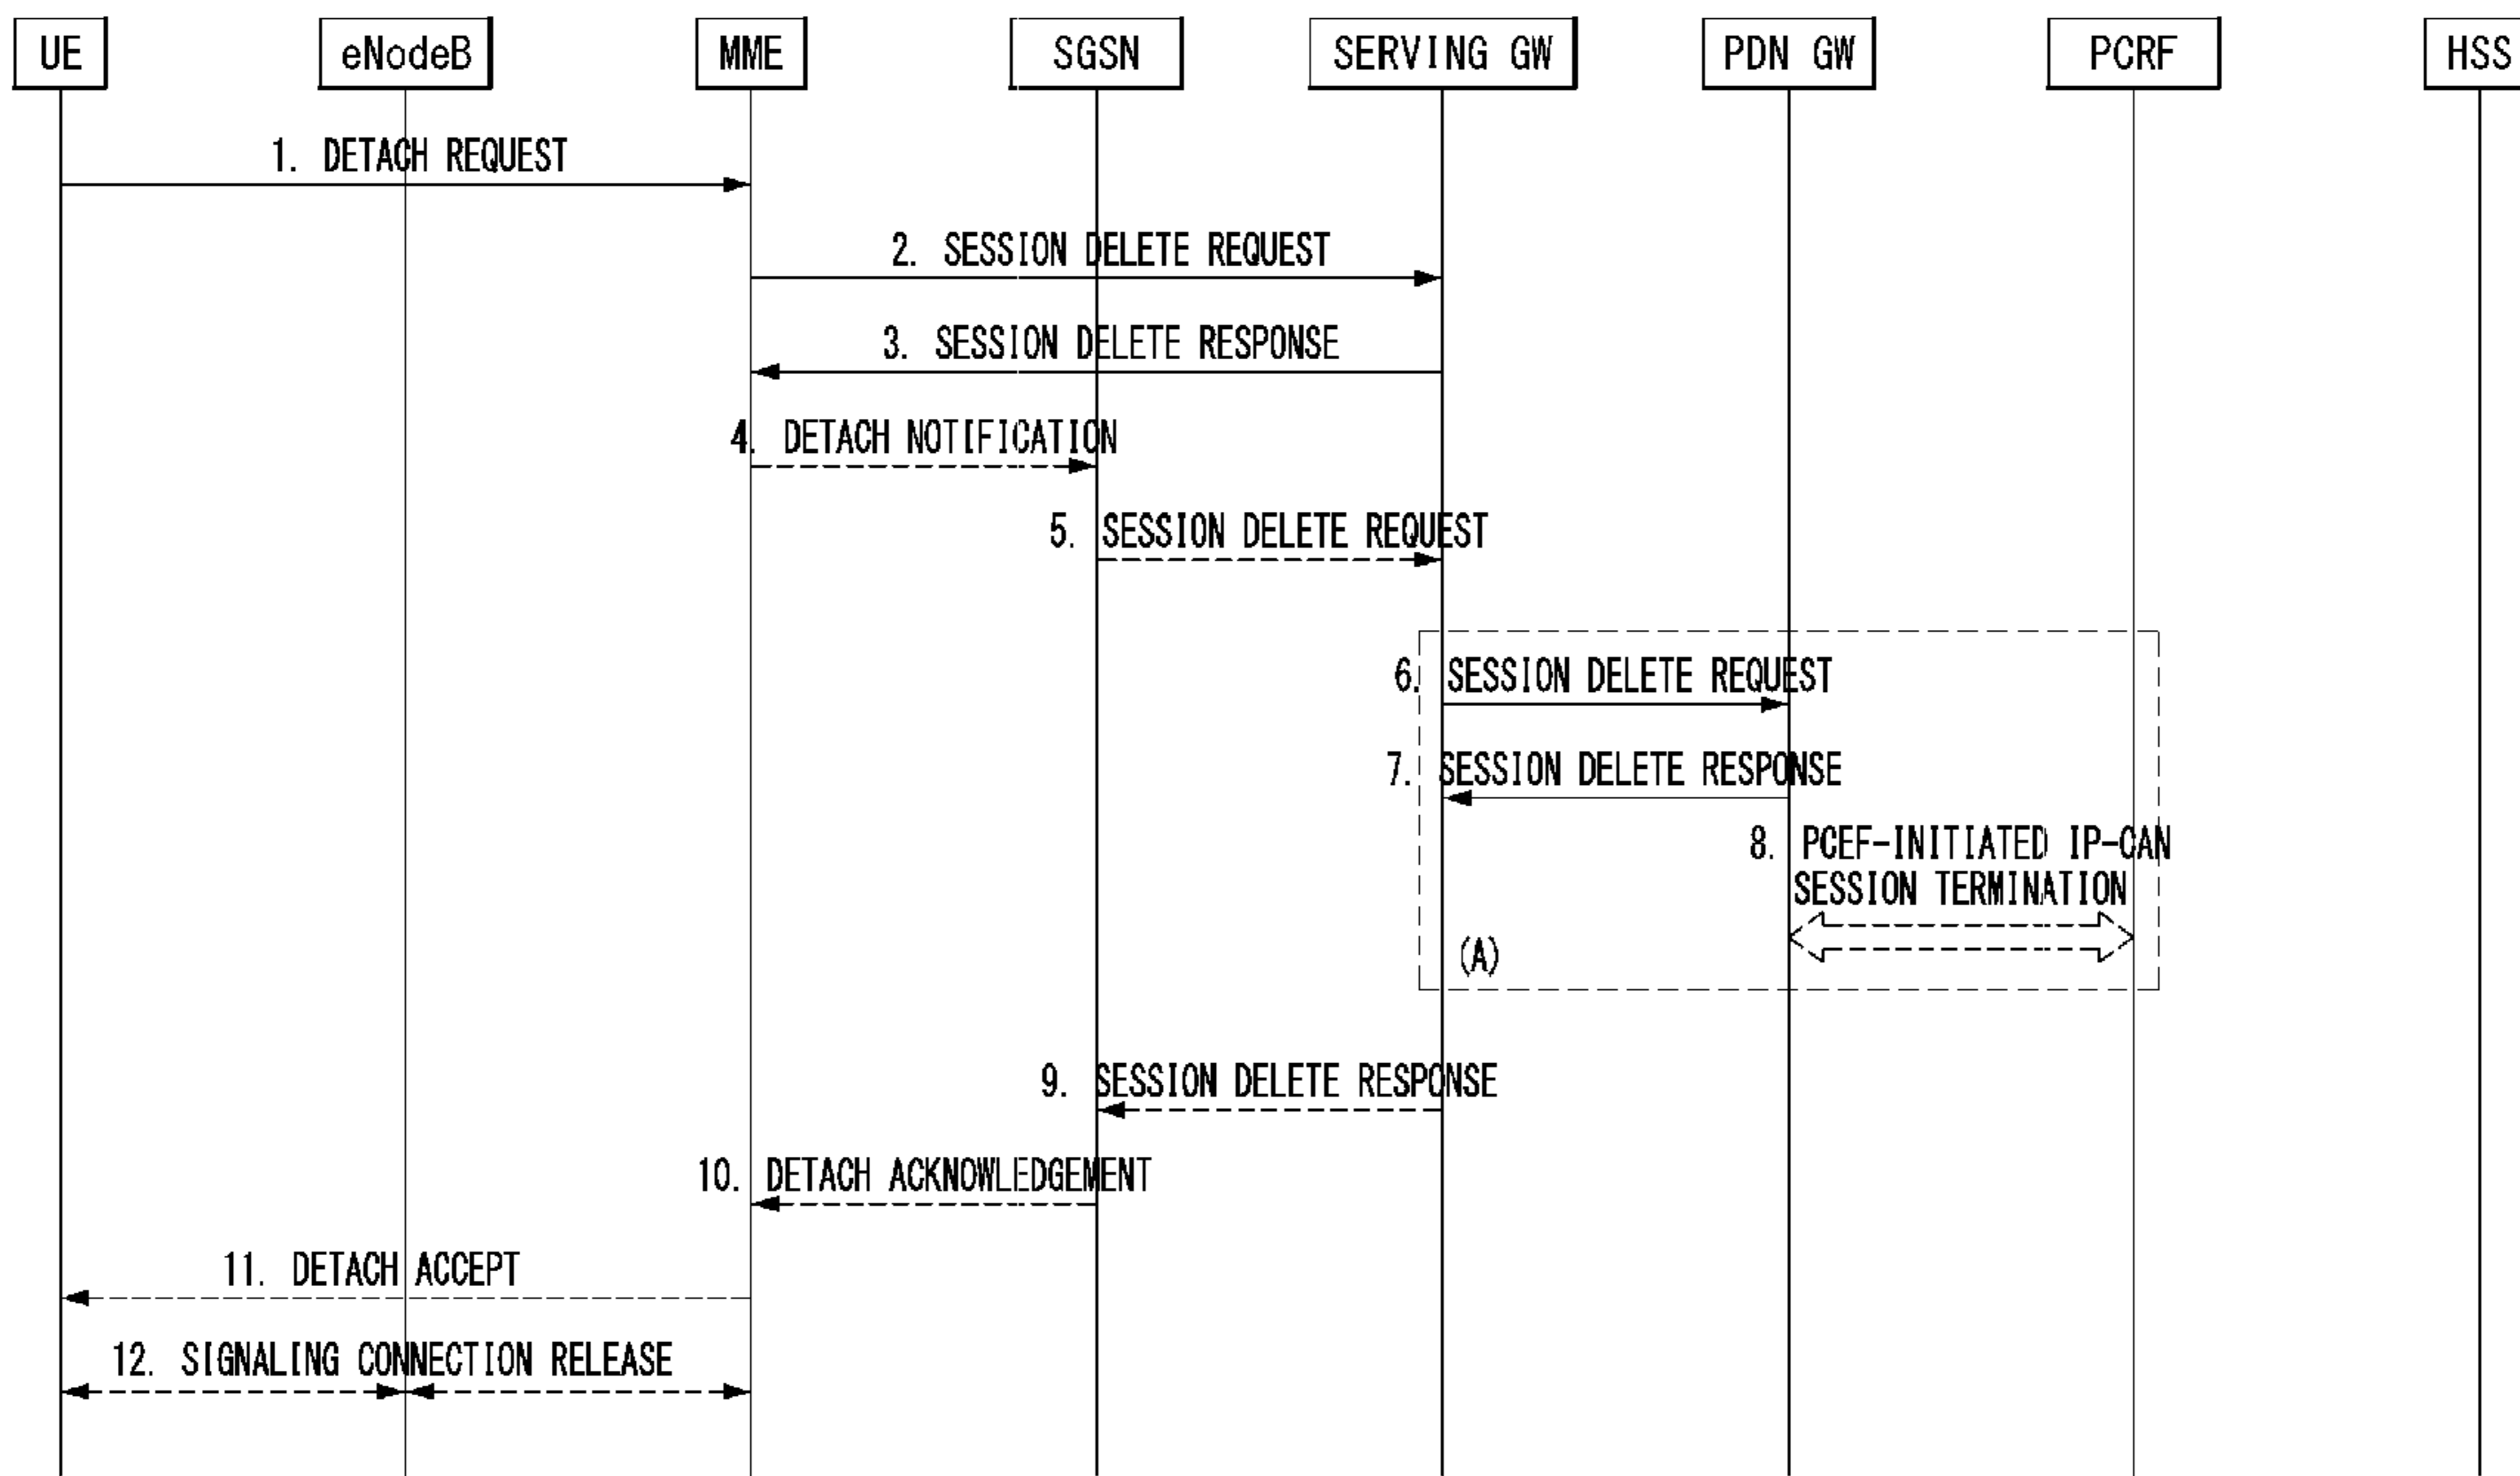 UE
eNodeB
MME
SGSN
SERVING GW
PDN GW
PCRF
HSS
1. DETACH REQUEST
2. SESSION DELETE REQUEST
3. SESSION DELETE RESPONSE
4. DETACH NOTIFICATION
5. SESSION DELETE REQUEST
6. SESSION DELETE REQUEST
7. SESSION DELETE RESPONSE
8. PCEF-INITIATED IP-CAN
SESSION TERMINATION
(A)
9. SESSION DELETE RESPONSE
10. DETACH ACKNOWLEDGEMENT
11. DETACH ACCEPT
12. SIGNALING CONNECTION RELEASE